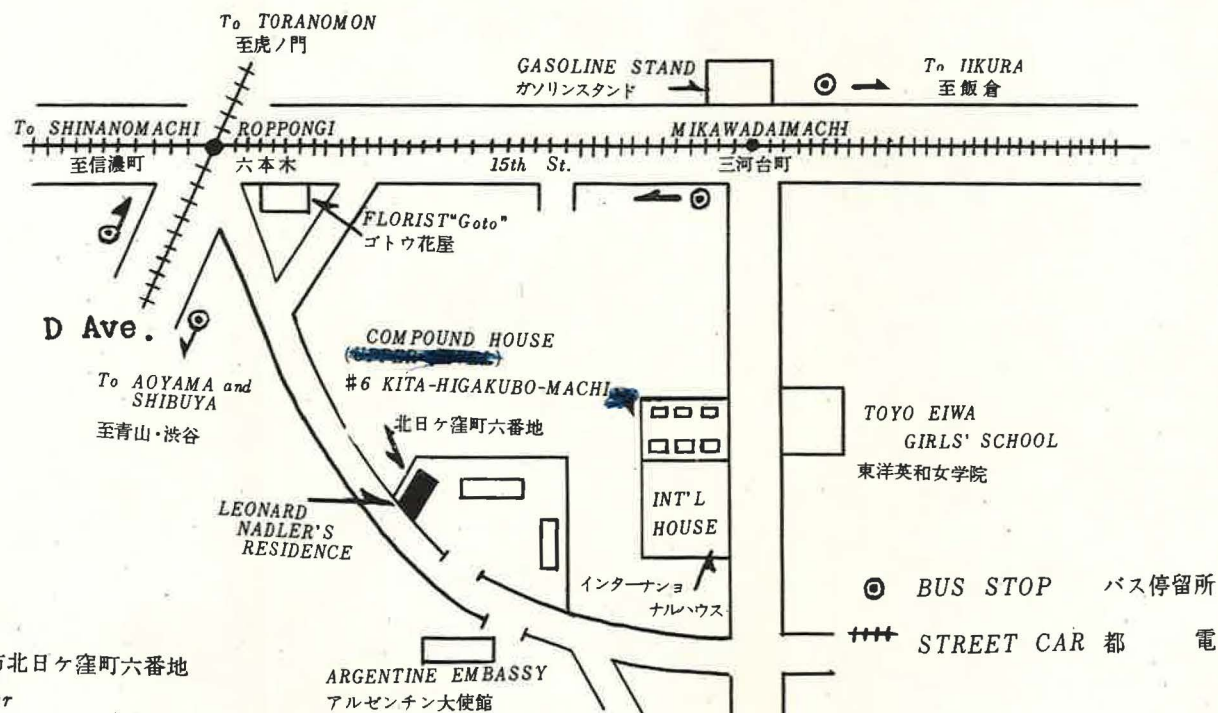 To TORANOMON
至虎ノ門
GASOLINE STAND
ガソリンスタンド
To IIKURA
至飯倉
To SHINANOMACHI
ROPPONGI
MIKAWADAIMACHI
至信濃町
六本木
15th St.
三河台町
FLORIST"Goto"
ゴトウ花屋
D Ave.
COMPOUND HOUSE
To AOYAMA and
SHIBUYA
至青山・渋谷
#6 KITA-HIGAKUBO-MACHI
北日ケ窪町六番地
TOYO EIWA
GIRLS' SCHOOL
東洋英和女学院
LEONARD
NADLER'S
RESIDENCE
INT'L
HOUSE
インターナショ
ナルハウス
BUS STOP バス停留所
STREET CAR 都 電
北日ケ窪町六番地
ARGENTINE EMBASSY
アルゼンチン大使館